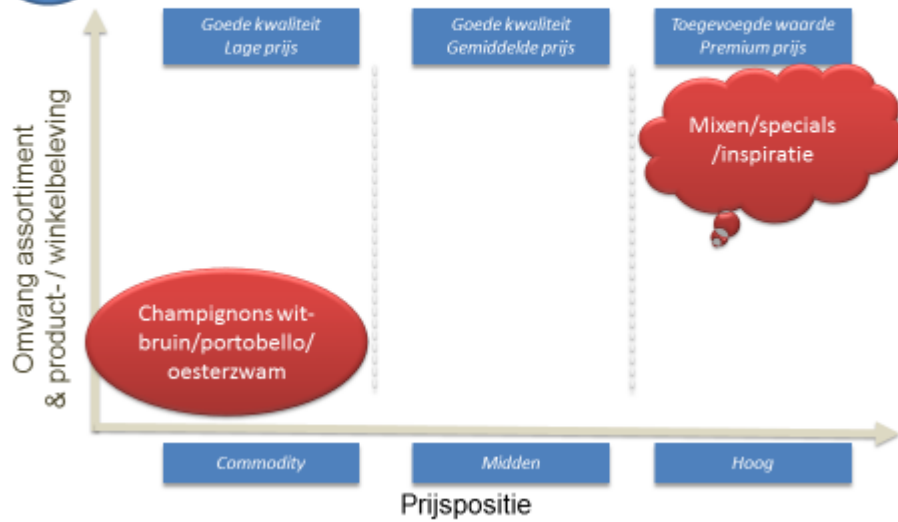 Goede kwaliteit
Lage prijs
Goede kwaliteit
Gemiddelde prijs
Toegevoegde waarde
Premium prijs
Omvang assortiment
& product- / winkelbeleving
Mixen/specials
/inspiratie
Champignons wit-
bruin/portobello/
oesterzwam
Commodity
Midden
Hoog
Prijspositie